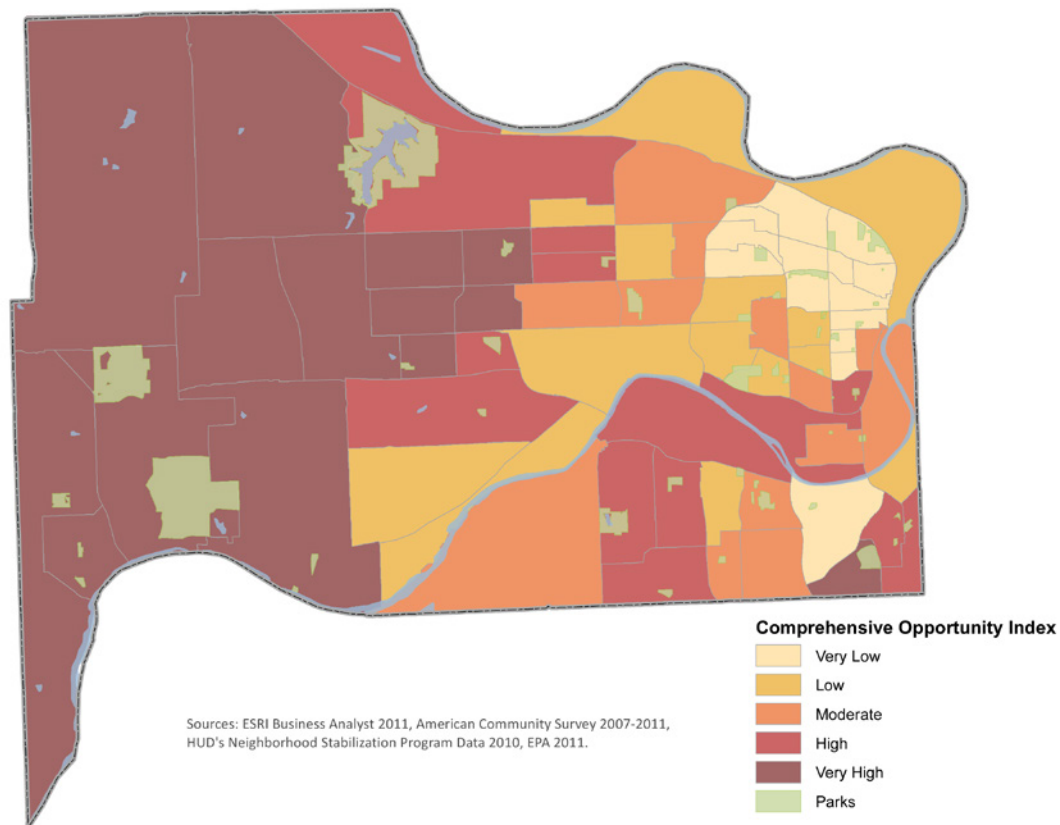 Comprehensive Opportunity Index
Very Low
Low
Moderate
High
Very High
Parks
Sources: ESRI Business Analyst 2011, American Community Survey 2007-2011,
HUD's Neighborhood Stabilization Program Data 2010, EPA 2011.